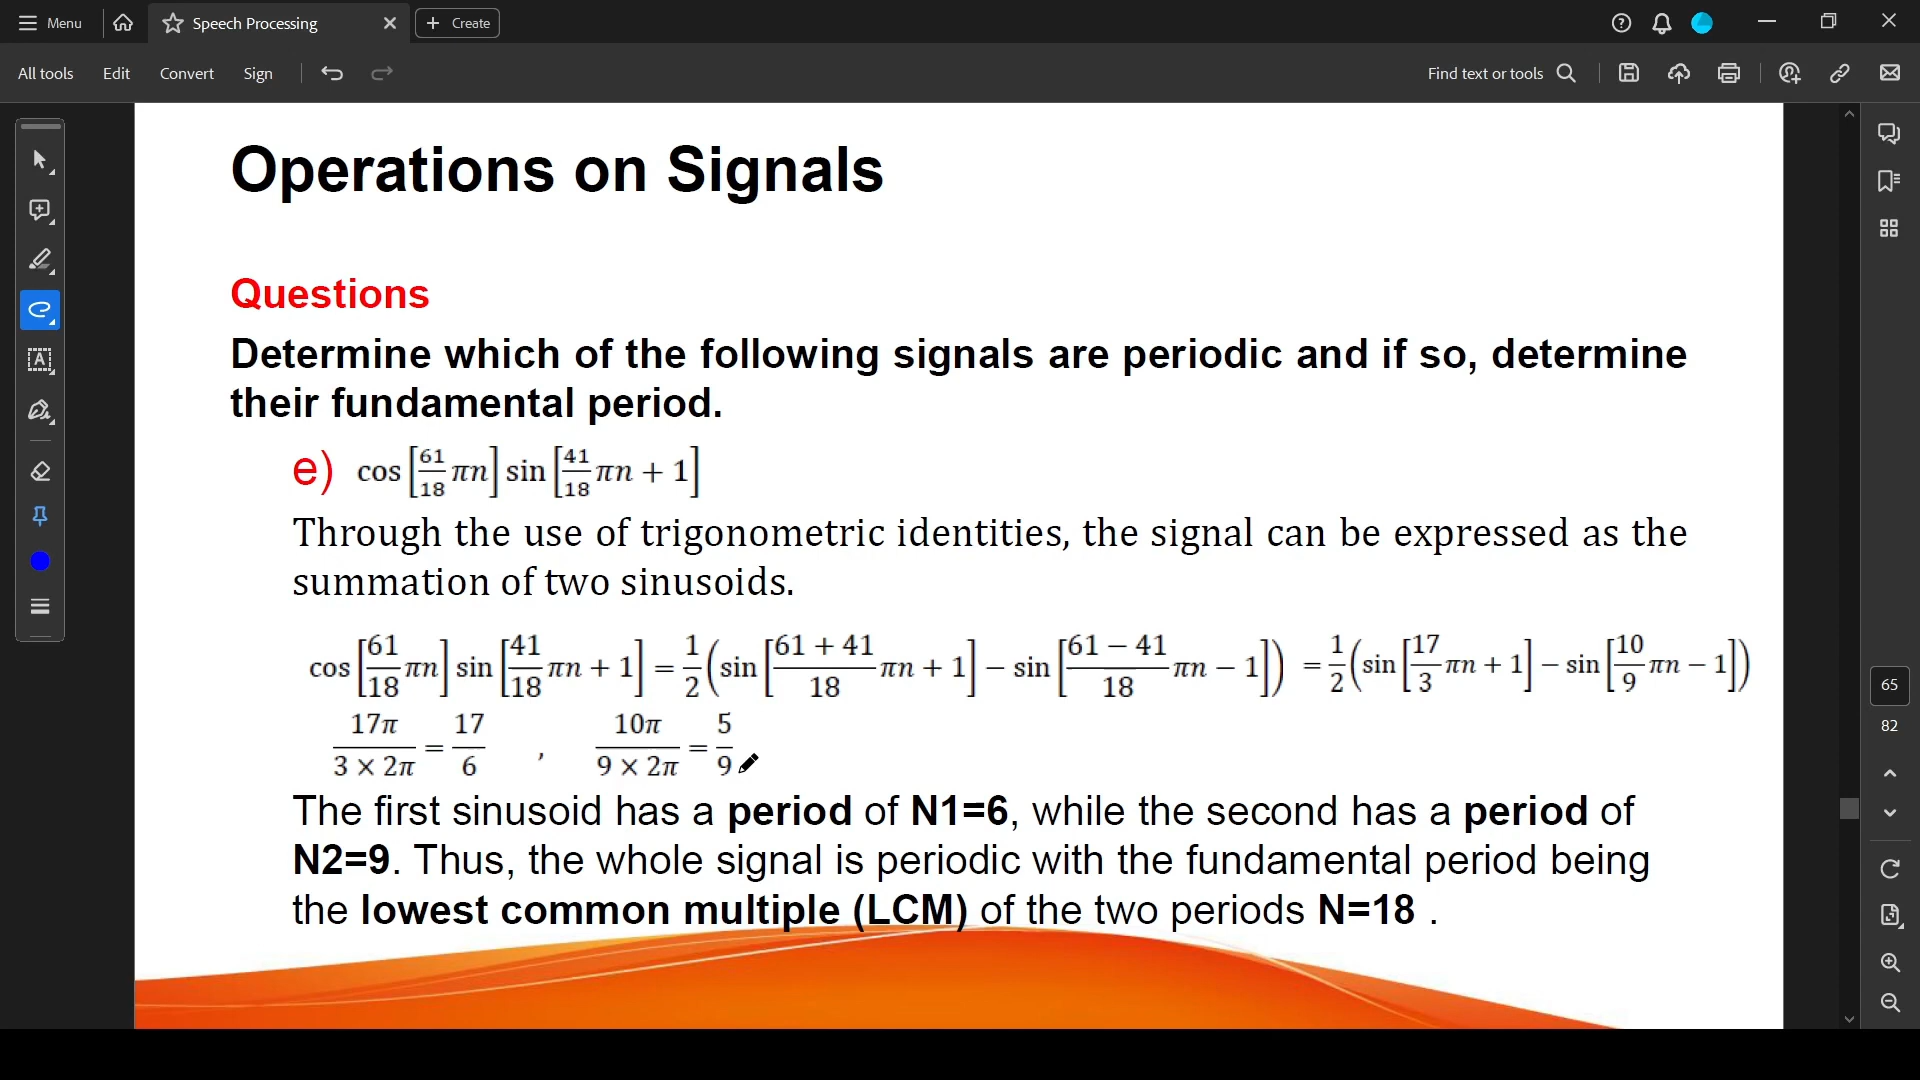 Menu
Speech Processing
Create
All tools
Edit
Convert
Sign
Find text or tools
Operations on Signals
Questions
Determine which of the following signals are periodic and if so, determine
their fundamental period.
e) cos[61/18 πn] sin[41/18 πn + 1]
Through the use of trigonometric identities, the signal can be expressed as the
summation of two sinusoids.
cos[61/18 πn] sin[41/18 πn + 1] = 1/2 (sin[61 + 41/18 πn + 1] − sin[61 − 41/18 πn − 1]) = 1/2 (sin[17/3 πn + 1] − sin[10/9 πn − 1])
17π/3 × 2π = 17/6 , 10π/9 × 2π = 5/9
The first sinusoid has a period of N1=6, while the second has a period of
N2=9. Thus, the whole signal is periodic with the fundamental period being
the lowest common multiple (LCM) of the two periods N=18 .
65
82